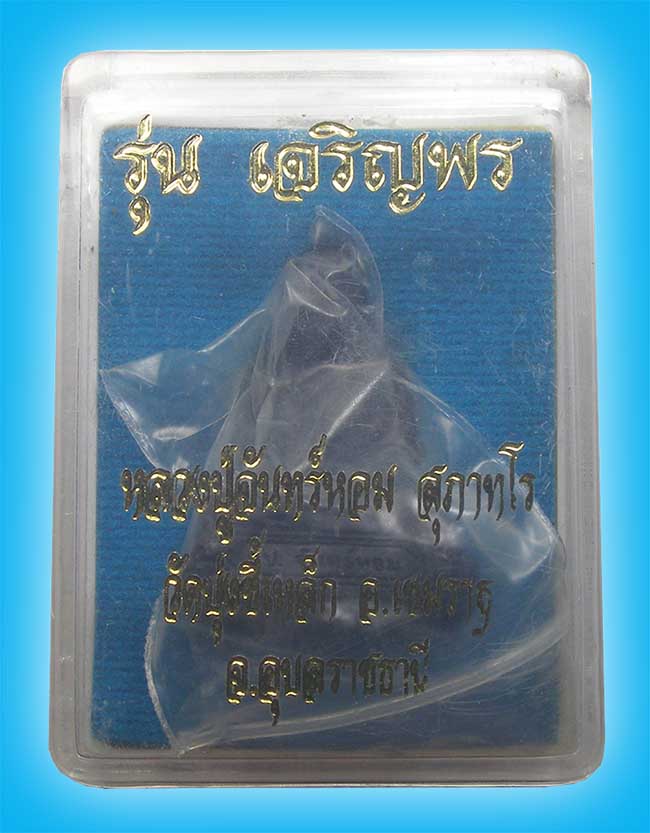 รุ่น เจริญพร
หลวงปู่จันทร์หอม สุภาทโร
วัดบุ่งขี้เหล็ก อ.เขมราฐ
จ.อุบลราชธานี